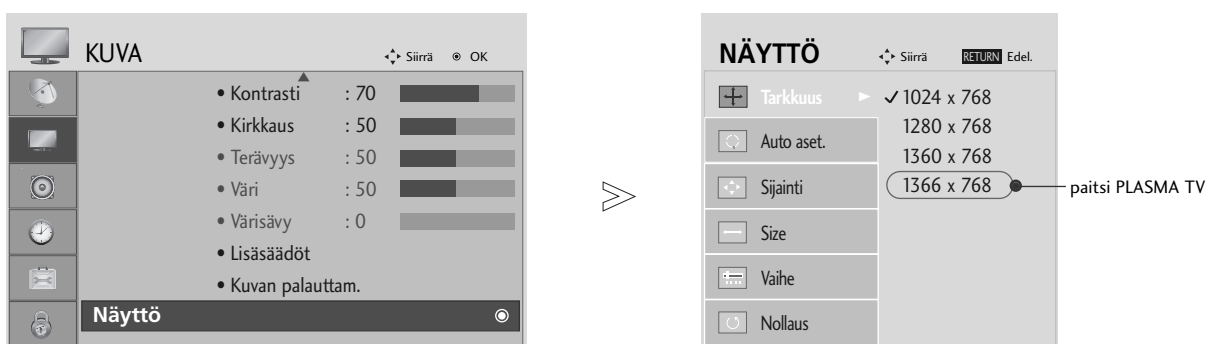 KUVA
Siirrä OK
• Kontrasti : 70
• Kirkkaus : 50
• Terävyys : 50
• Väri : 50
• Värisävy : 0
• Lisäsäädöt
• Kuvan palauttam.
Näyttö
NÄYTTÖ
Siirrä RETURN Edel.
Tarkkuus
Auto aset.
Sijainti
Size
Vaihe
Nollaus
✓ 1024 x 768
1280 x 768
1360 x 768
1366 x 768
paitsi PLASMA TV